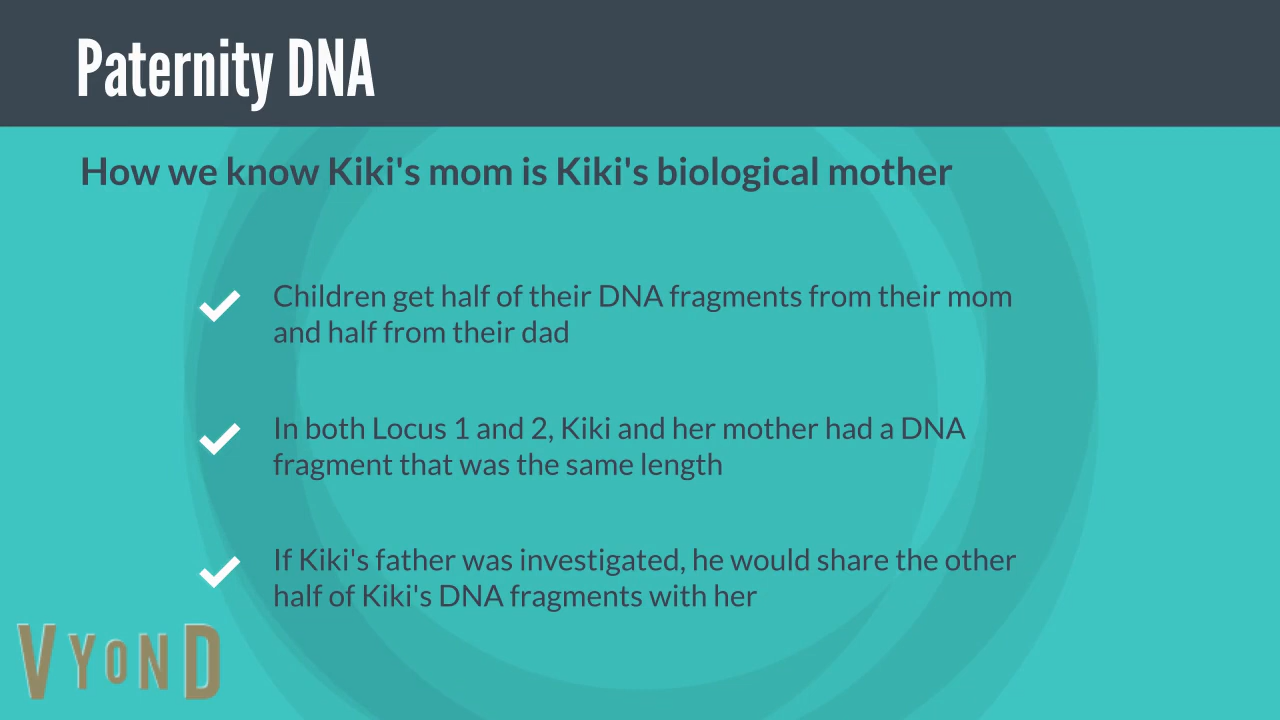 Paternity DNA
How we know Kiki's mom is Kiki's biological mother
Children get half of their DNA fragments from their mom
and half from their dad
In both Locus 1 and 2, Kiki and her mother had a DNA
fragment that was the same length
If Kiki's father was investigated, he would share the other
half of Kiki's DNA fragments with her
VYOND